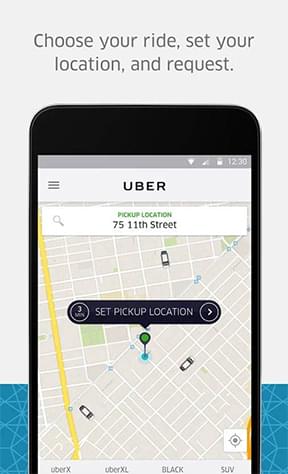 Choose your ride, set your
location, and request.
12:30
UBER
PICKUP LOCATION
75 11th Street
3
MIN
SET PICKUP LOCATION
uberX uberXL BLACK SUV